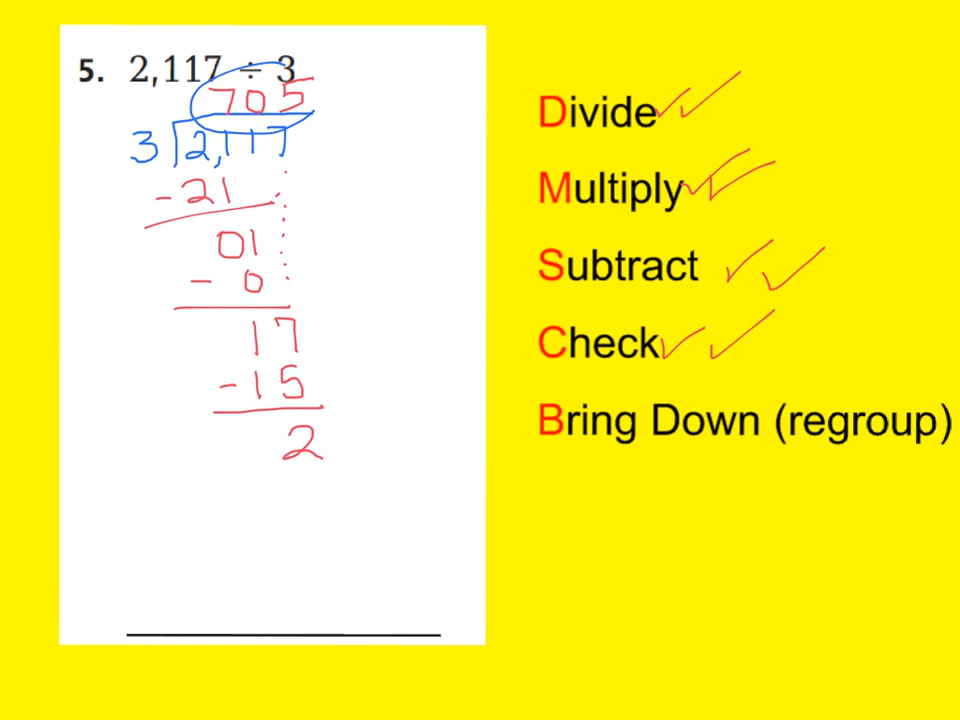 5. 2,117 ÷ 3
705
3 2,117
- 21
01
- 0
17
-15
2
Divide
Multiply
Subtract
Check
Bring Down (regroup)